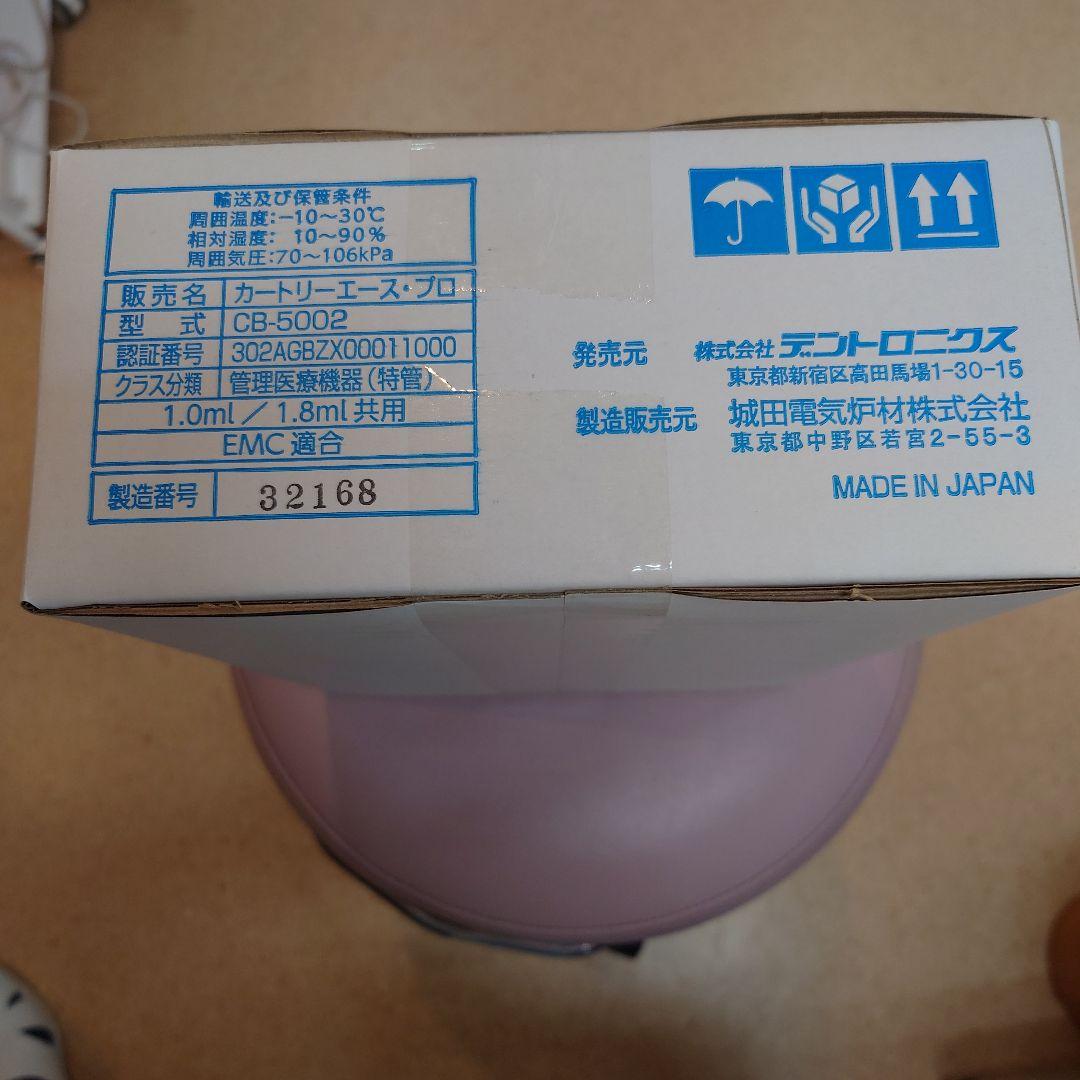 輸送及び保管条件
周囲温度:−10〜30℃
相対湿度: 10〜90%
周囲気圧:70〜106kPa
販売名 カートリーエース・プロ
型式 CB-5002
認証番号 302AGBZX00011000
クラス分類 管理医療機器(特管)
1.0ml/1.8ml共用
EMC適合
製造番号 32168
発売元 株式会社デントロニクス
東京都新宿区高田馬場1-30-15
製造販売元 城田電気炉材株式会社
東京都中野区若宮2-55-3
MADE IN JAPAN